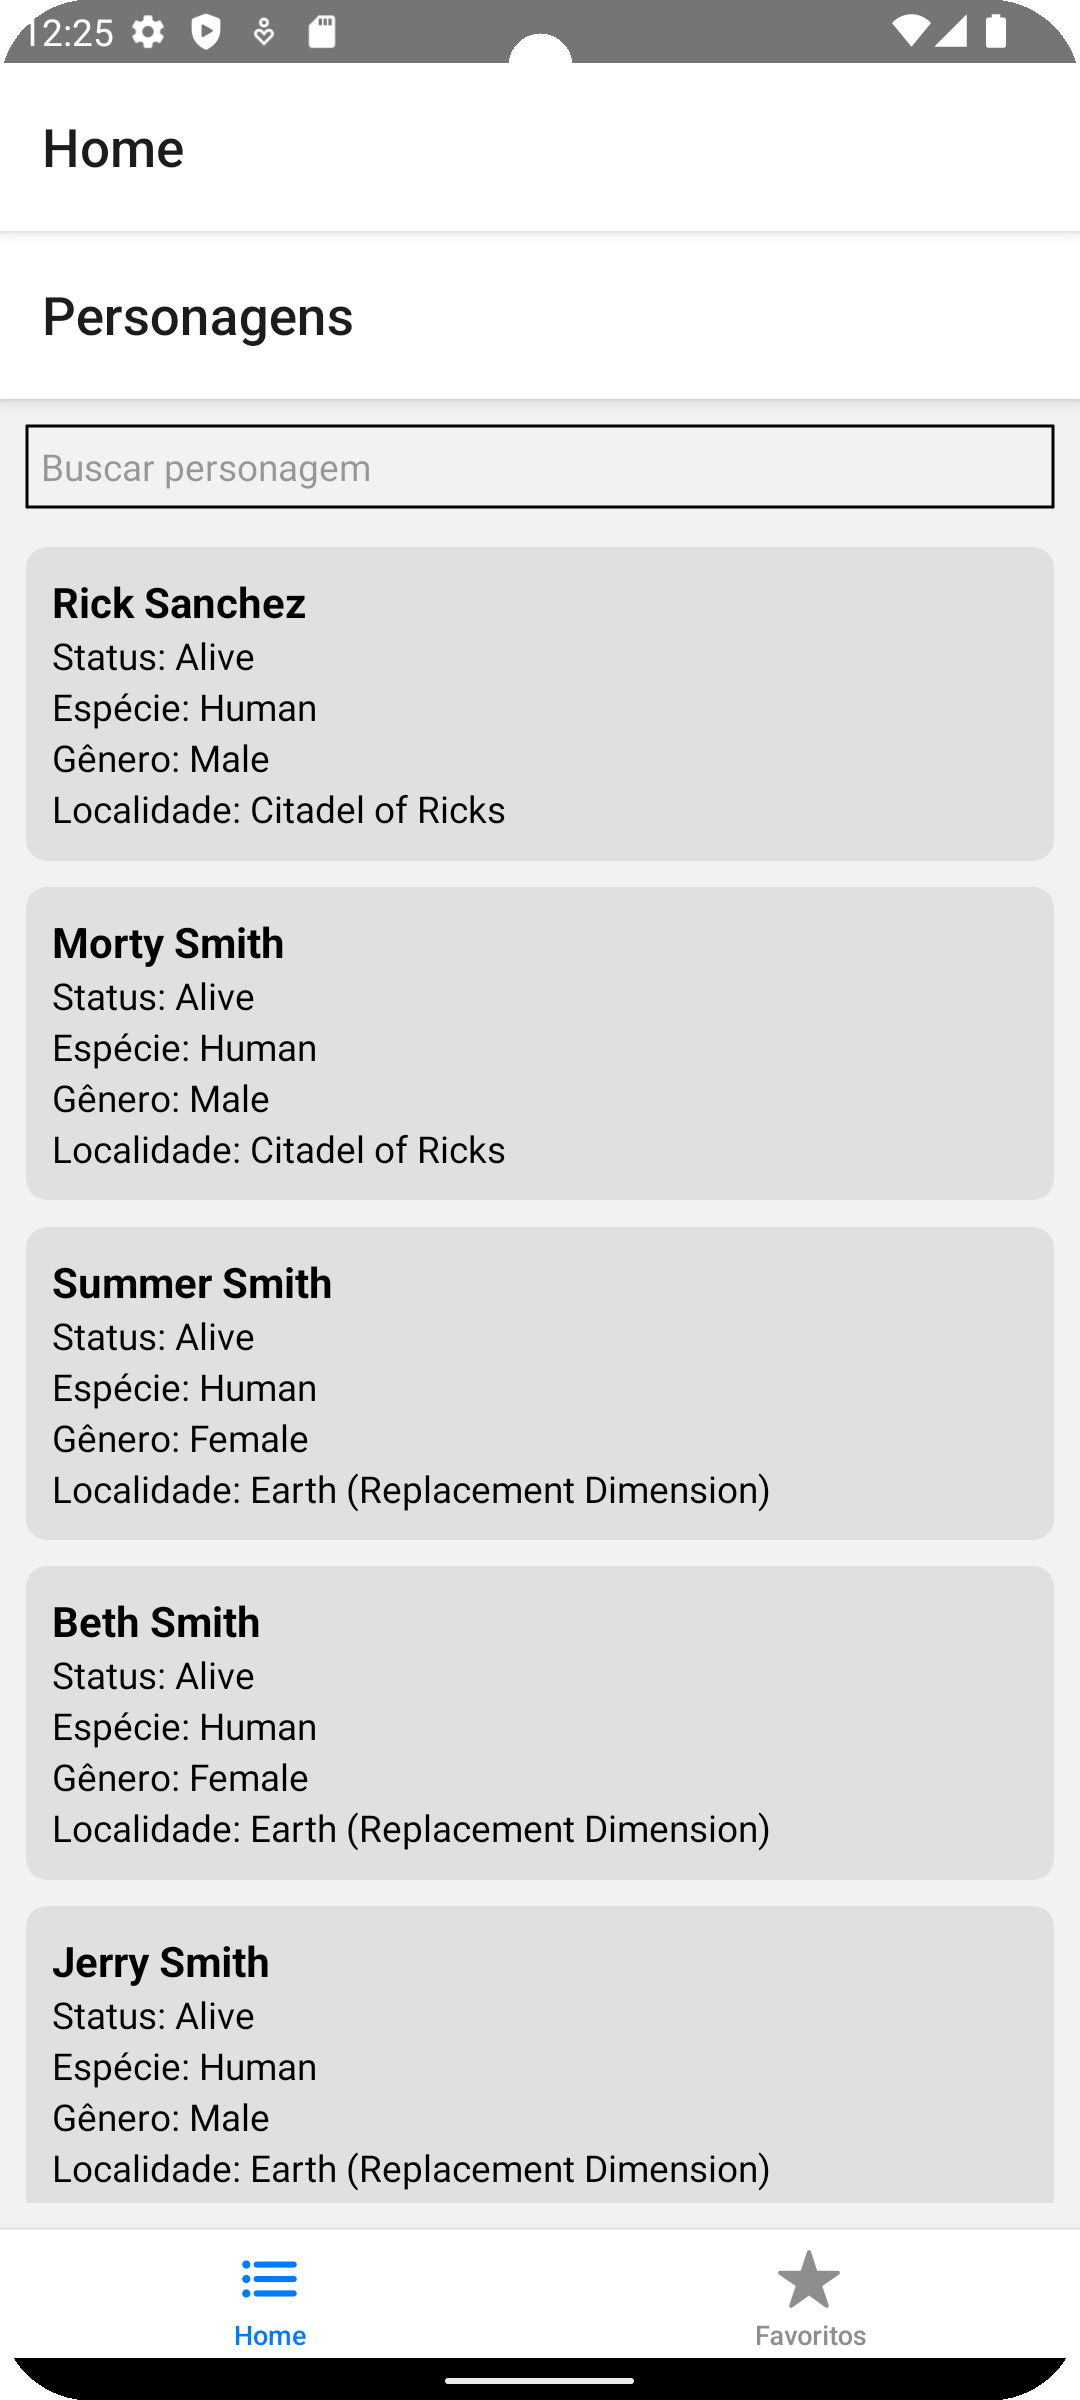 12:25
Home
Personagens
Buscar personagem
Rick Sanchez
Status: Alive
Espécie: Human
Gênero: Male
Localidade: Citadel of Ricks
Morty Smith
Status: Alive
Espécie: Human
Gênero: Male
Localidade: Citadel of Ricks
Summer Smith
Status: Alive
Espécie: Human
Gênero: Female
Localidade: Earth (Replacement Dimension)
Beth Smith
Status: Alive
Espécie: Human
Gênero: Female
Localidade: Earth (Replacement Dimension)
Jerry Smith
Status: Alive
Espécie: Human
Gênero: Male
Localidade: Earth (Replacement Dimension)
Home
Favoritos